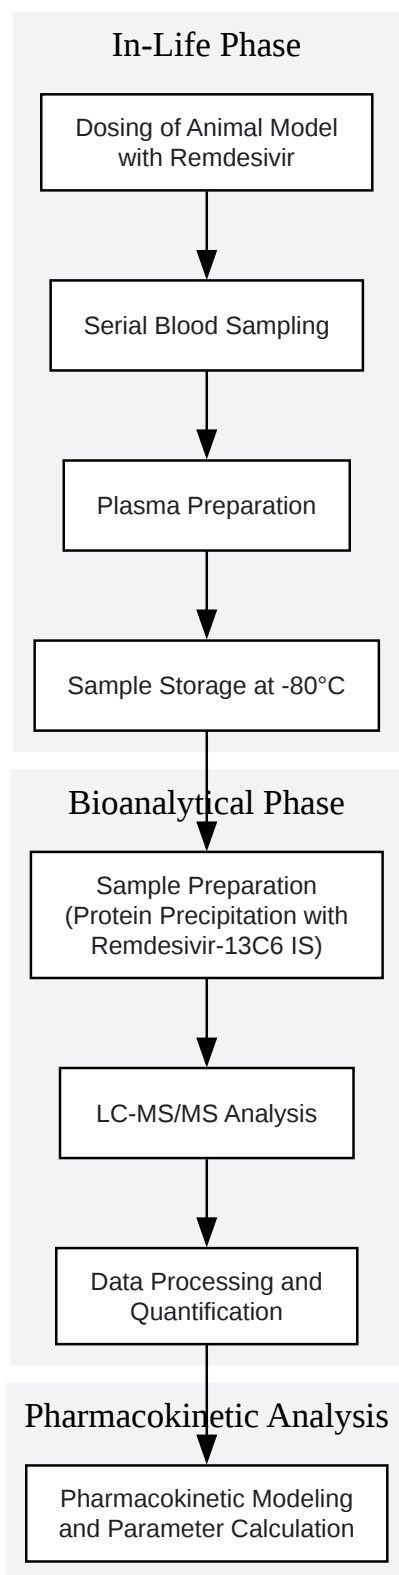 In-Life Phase
Dosing of Animal Model
with Remdesivir
Serial Blood Sampling
Plasma Preparation
Sample Storage at -80°C
Bioanalytical Phase
Sample Preparation
(Protein Precipitation with
Remdesivir-13C6 IS)
LC-MS/MS Analysis
Data Processing and
Quantification
Pharmacokinetic Analysis
Pharmacokinetic Modeling
and Parameter Calculation